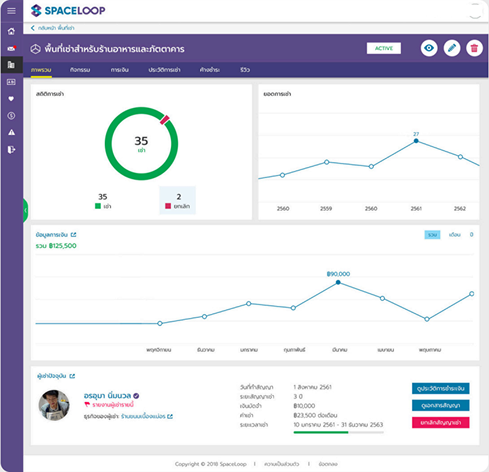 SPACELOOP
กลับหน้า พื้นที่เช่า
พื้นที่เช่าสำหรับร้านอาหารและภัตตาคาร
ACTIVE
ภาพรวม กิจกรรม การเงิน ประวัติการเช่า ค้างชำระ รีวิว
สถิติการเช่า
35
เช่า
35
เช่า
2
ยกเลิก
ยอดการเช่า
27
2560 2559 2560 2561 2562
ข้อมูลการเงิน
รวม ฿125,500
รวม เดือน ปี
฿90,000
พฤศจิกายน ธันวาคม มกราคม กุมภาพันธ์ มีนาคม เมษายน พฤษภาคม
ผู้เช่าปัจจุบัน
อรอุมา นิ่มนวล
รายงานผู้เช่ารายนี้
ธุรกิจของผู้เช่า ร้านขนมเบื้องแม่อร
วันที่ทำสัญญา 1 สิงหาคม 2561
ระยะสัญญาเช่า 3 ปี
เงินมัดจำ ฿10,000
ค่าเช่า ฿23,500 ต่อเดือน
ระยะเวลาเช่า 10 มกราคม 2561 - 31 ธันวาคม 2563
ดูประวัติการชำระเงิน
ดูเอกสารสัญญา
ยกเลิกสัญญาเช่า
Copyright © 2018 SpaceLoop | ความเป็นส่วนตัว | ข้อตกลง